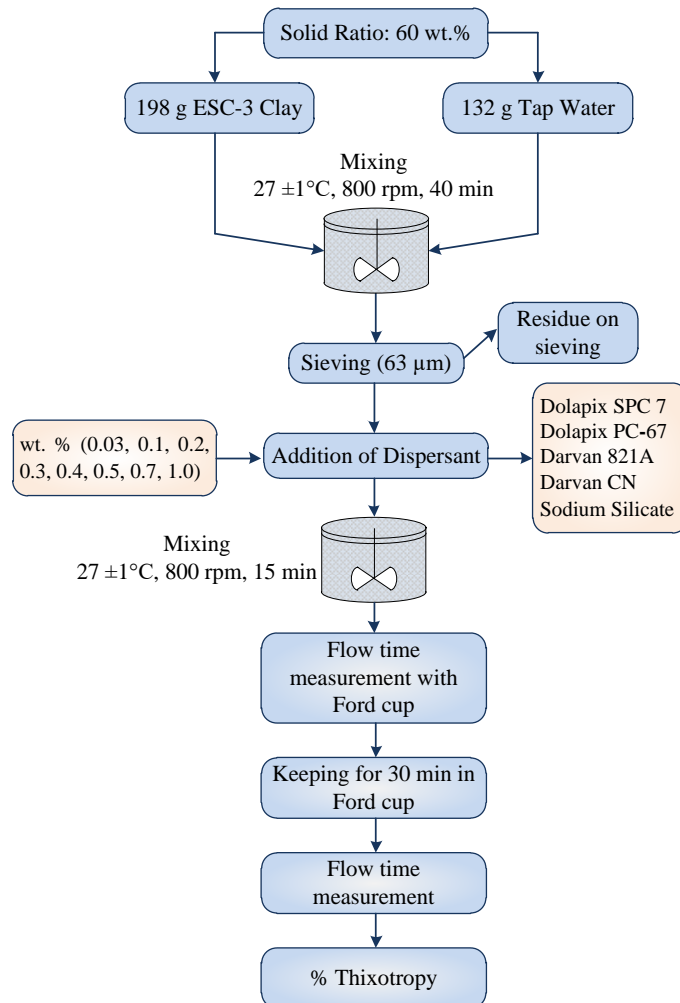 Solid Ratio: 60 wt.%
198 g ESC-3 Clay
132 g Tap Water
Mixing
27 ±1°C, 800 rpm, 40 min
Sieving (63 µm)
Residue on
sieving
wt. % (0.03, 0.1, 0.2,
0.3, 0.4, 0.5, 0.7, 1.0)
Addition of Dispersant
Dolapix SPC 7
Dolapix PC-67
Darvan 821A
Darvan CN
Sodium Silicate
Mixing
27 ±1°C, 800 rpm, 15 min
Flow time
measurement with
Ford cup
Keeping for 30 min in
Ford cup
Flow time
measurement
% Thixotropy